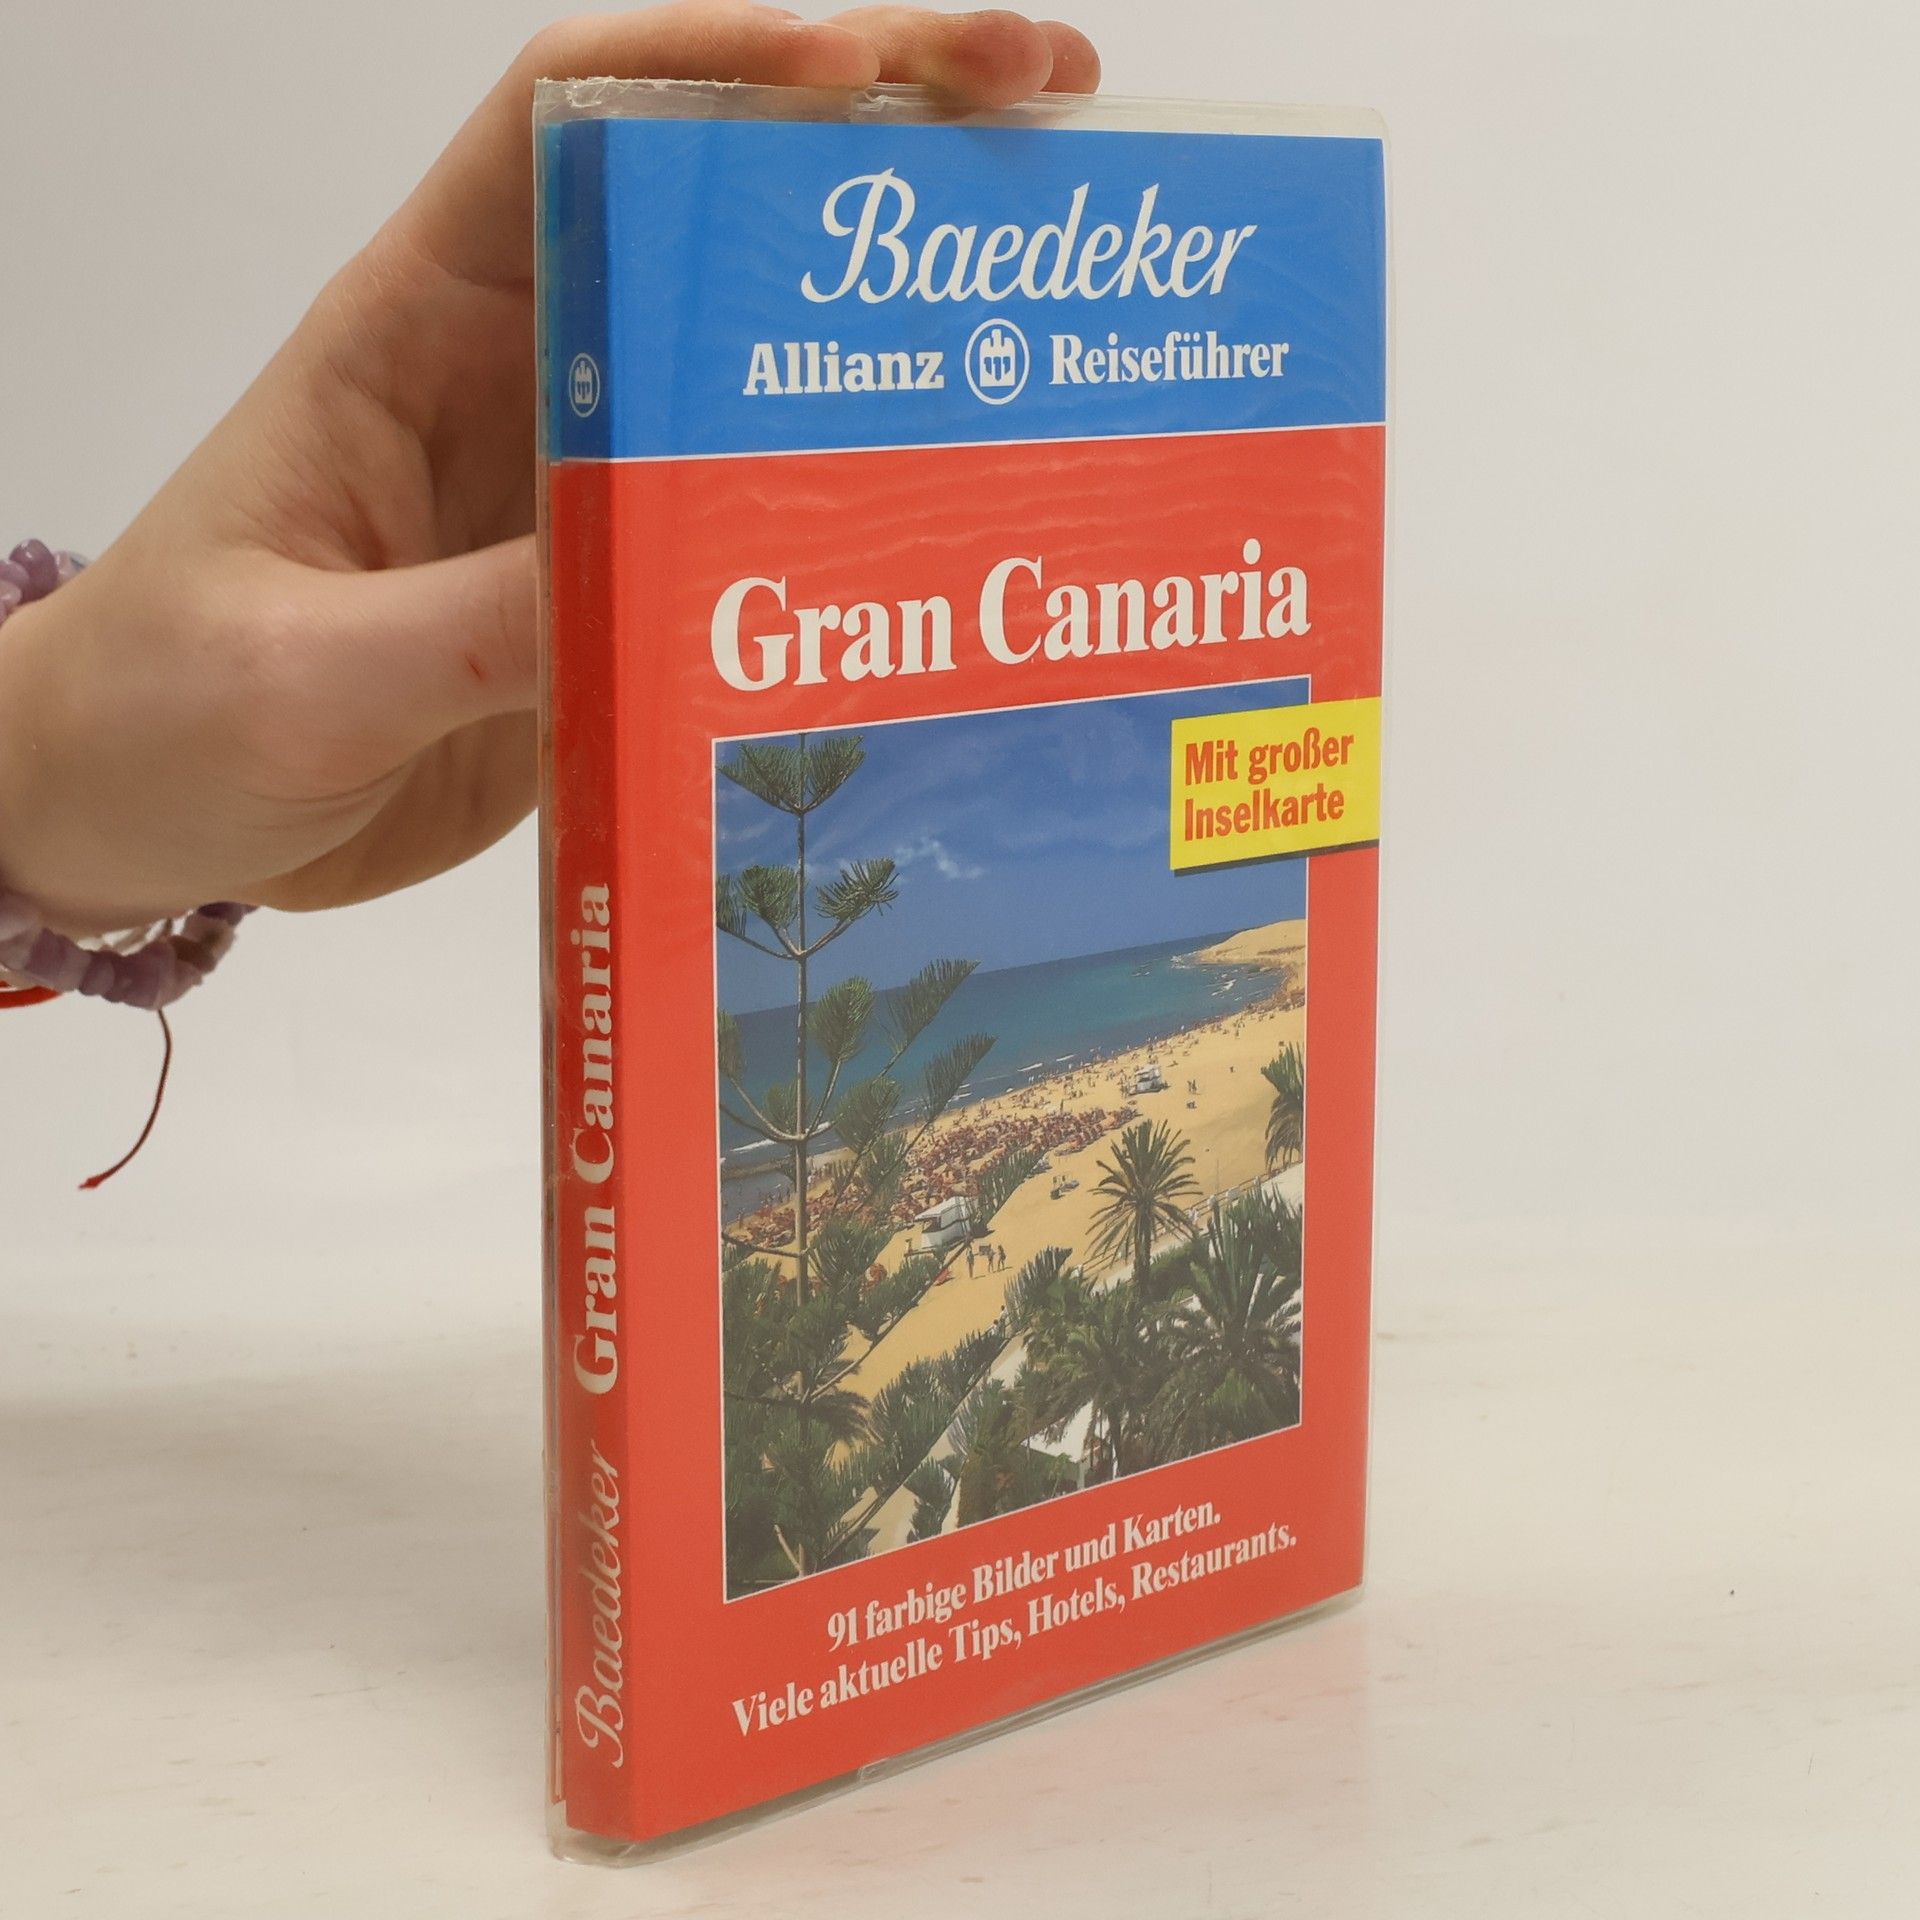 Baedeker
Allianz Reiseführer
Gran Canaria
Mit großer
Inselkarte
91 farbige Bilder und Karten.
Viele aktuelle Tips, Hotels, Restaurants.
Baedeker Gran Canaria